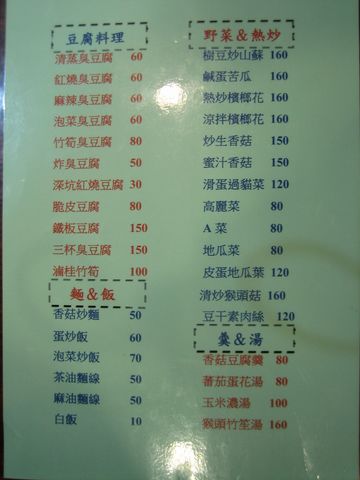 豆腐料理
清蒸臭豆腐 60
紅燒臭豆腐 60
麻辣臭豆腐 60
泡菜臭豆腐 60
竹筍臭豆腐 80
炸臭豆腐 50
深坑紅燒豆腐 30
脆皮豆腐 80
鐵板豆腐 150
三杯臭豆腐 150
滷桂竹筍 100
麵&飯
香菇炒麵 50
蛋炒飯 60
泡菜炒飯 70
茶油麵線 50
麻油麵線 50
白飯 10
野菜&熱炒
樹豆炒山蘇 160
鹹蛋苦瓜 160
熱炒檳榔花 160
涼拌檳榔花 160
炒生香菇 150
蜜汁香菇 150
滑蛋過貓菜 120
高麗菜 80
A菜 80
地瓜菜 80
皮蛋地瓜葉 120
清炒猴頭菇 160
豆干素肉絲 120
羹&湯
香菇豆腐羹 80
蕃茄蛋花湯 80
玉米濃湯 100
猴頭竹笙湯 160